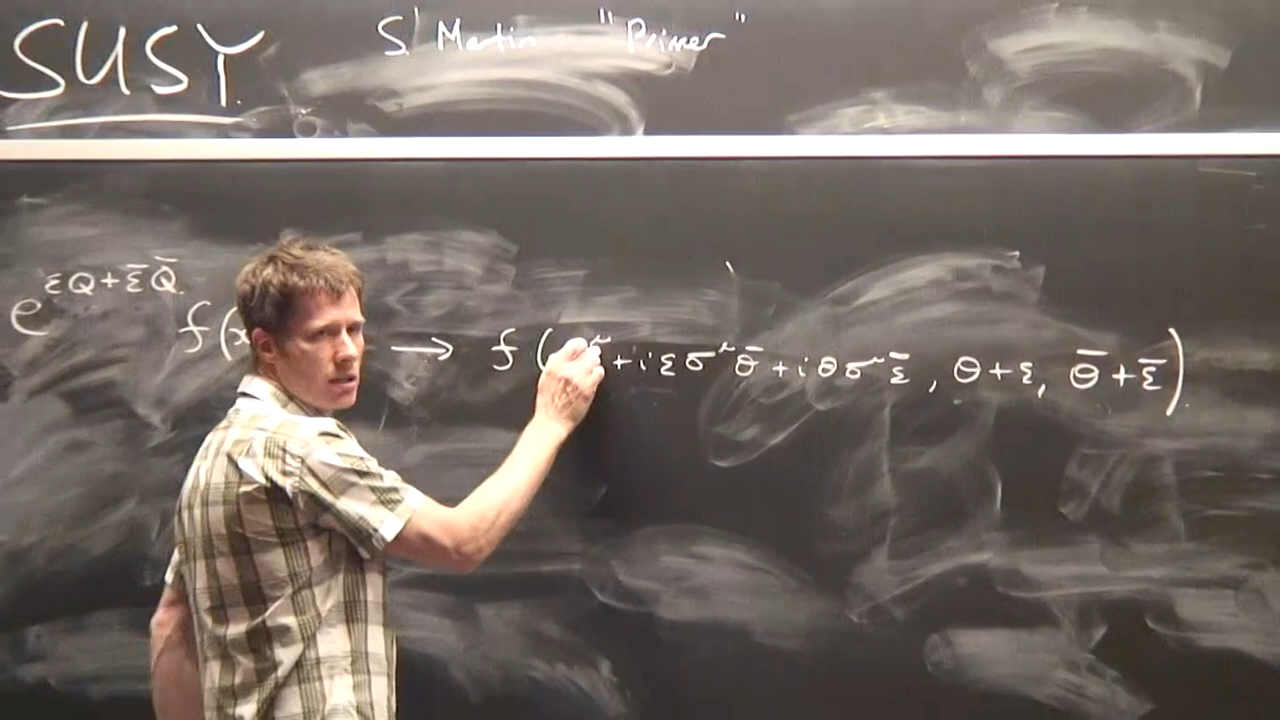 SUSY
S. Martin "Primer"
e^{εQ+ε̄Q̄} f(x → f( ^μ + iεσ^μθ̄ + iθσ^με̄, θ+ε, θ̄+ε̄)